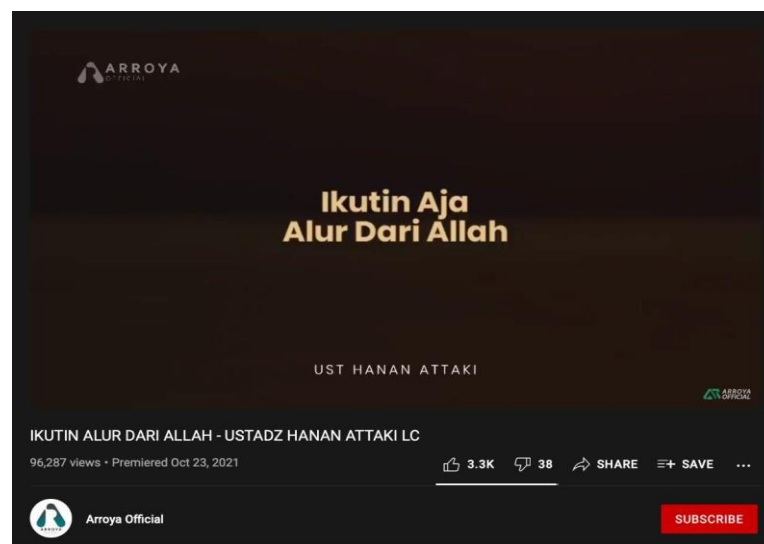 ARROYA
OFFICIAL
Ikutin Aja
Alur Dari Allah
UST HANAN ATTAKI
ARROYA
OFFICIAL
IKUTIN ALUR DARI ALLAH - USTADZ HANAN ATTAKI LC
96,287 views • Premiered Oct 23, 2021
3.3K 38 SHARE SAVE ...
ARROYA
Arroya Official
SUBSCRIBE